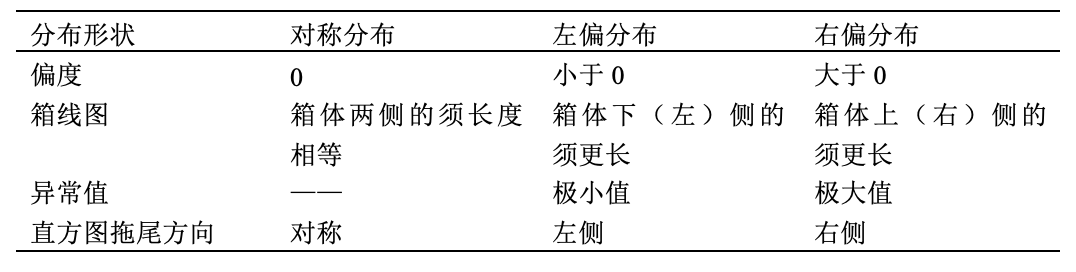 分布形状 对称分布 左偏分布 右偏分布
偏度 0 小于 0 大于 0
箱线图 箱体两侧的须长度 箱体下（左）侧的 箱体上（右）侧的
相等 须更长 须更长
异常值 —— 极小值 极大值
直方图拖尾方向 对称 左侧 右侧